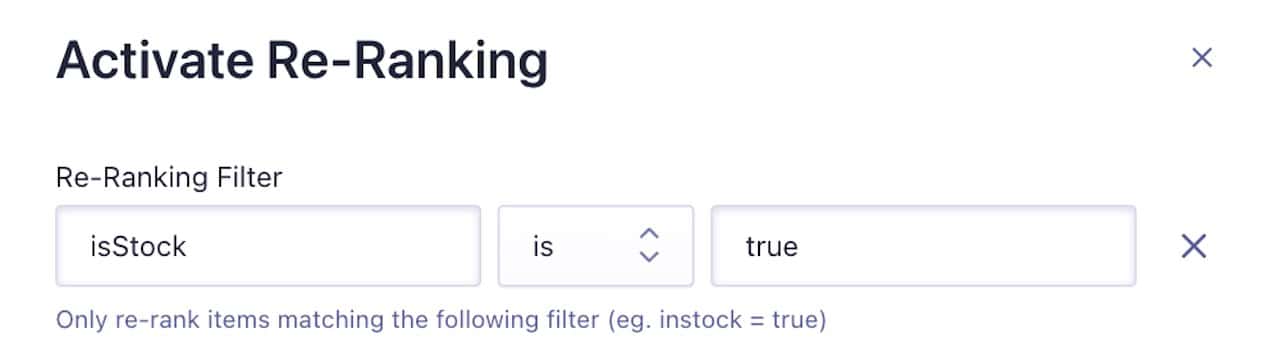 Activate Re-Ranking
Re-Ranking Filter
isStock is true
Only re-rank items matching the following filter (eg. instock = true)